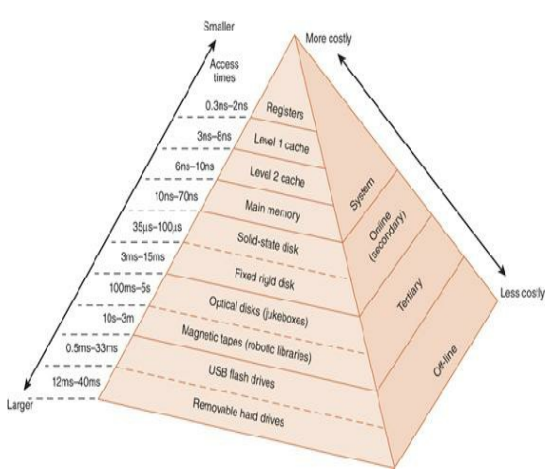 Smaller
More costly
Access
times
0.3ns–2ns
Registers
3ns–8ns
Level 1 cache
6ns–10ns
Level 2 cache
10ns–70ns
Main memory
35µs–100µs
Solid-state disk
3ms–15ms
Fixed rigid disk
100ms–5s
Optical disks (jukeboxes)
10s–3m
Magnetic tapes (robotic libraries)
0.5ms–33ms
USB flash drives
12ms–40ms
Removable hard drives
Larger
System
Online
(secondary)
Tertiary
Off-line
Less costly